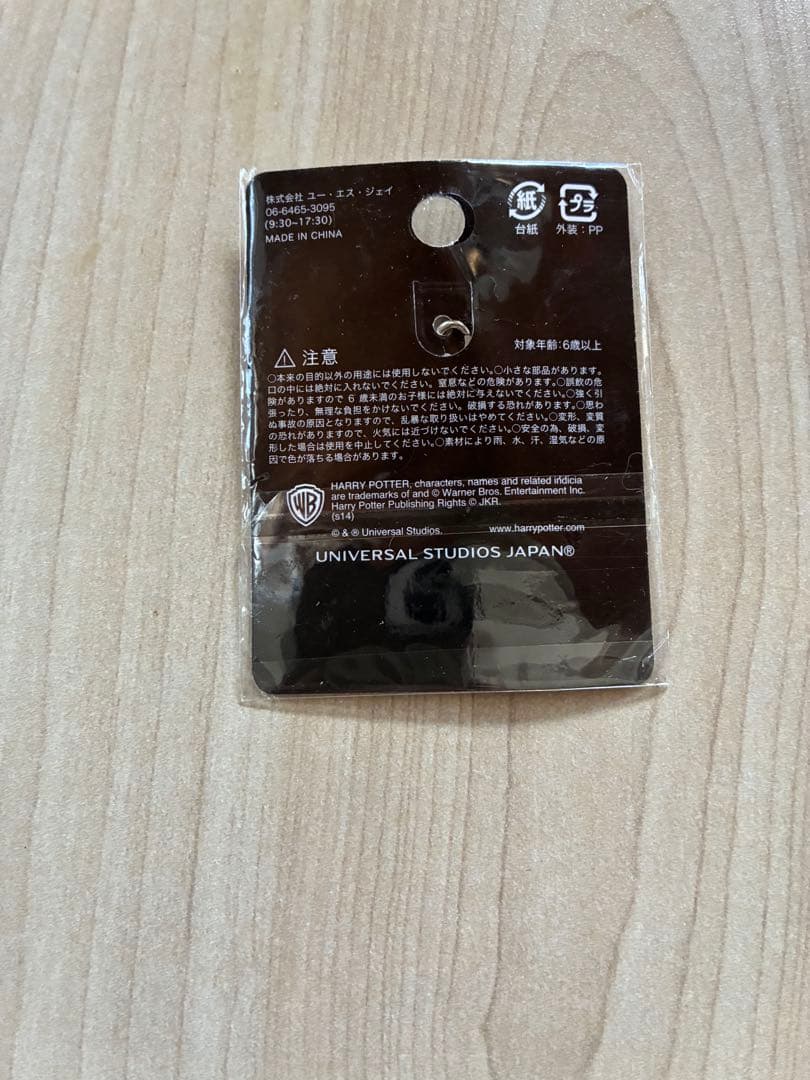 株式会社 ユー・エス・ジェイ
06-6465-3095
(9:30~17:30)
MADE IN CHINA
紙
台紙
プラ
外装：PP
対象年齢:6歳以上
注意
○本来の目的以外の用途には使用しないでください。○小さな部品があります。
口の中には絶対に入れないでください。窒息などの危険があります。○誤飲の危
険がありますので 6 歳未満のお子様には絶対に与えないでください。○強く引
張ったり、無理な負担をかけないでください。破損する恐れがあります。○思わ
ぬ事故の原因となりますので、乱暴な取り扱いはやめてください。○変形、変質
の恐れがありますので、火気には近づけないでください。○安全の為、破損、変
形した場合は使用を中止してください。○素材により雨、水、汗、湿気などの原
因で色が落ちる場合があります。
WB
HARRY POTTER, characters, names and related indicia
are trademarks of and © Warner Bros. Entertainment Inc.
Harry Potter Publishing Rights © JKR.
(s14)
© & ® Universal Studios. www.harrypotter.com
UNIVERSAL STUDIOS JAPAN®